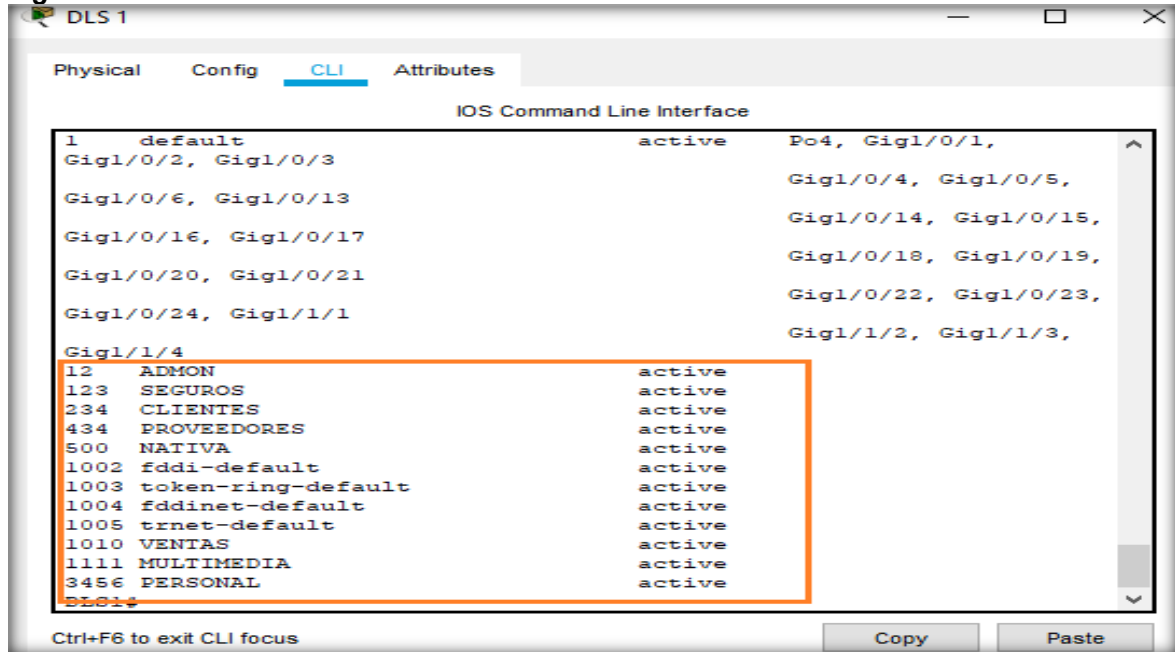 DLS 1
Physical Config CLI Attributes
IOS Command Line Interface
1 default active Po4, Gig1/0/1,
Gig1/0/2, Gig1/0/3
Gig1/0/4, Gig1/0/5,
Gig1/0/6, Gig1/0/13
Gig1/0/14, Gig1/0/15,
Gig1/0/16, Gig1/0/17
Gig1/0/18, Gig1/0/19,
Gig1/0/20, Gig1/0/21
Gig1/0/22, Gig1/0/23,
Gig1/0/24, Gig1/1/1
Gig1/1/2, Gig1/1/3,
Gig1/1/4
12 ADMON active
123 SEGUROS active
234 CLIENTES active
434 PROVEEDORES active
500 NATIVA active
1002 fddi-default active
1003 token-ring-default active
1004 fddinet-default active
1005 trnet-default active
1010 VENTAS active
1111 MULTIMEDIA active
3456 PERSONAL active
DLS1#
Ctrl+F6 to exit CLI focus Copy Paste